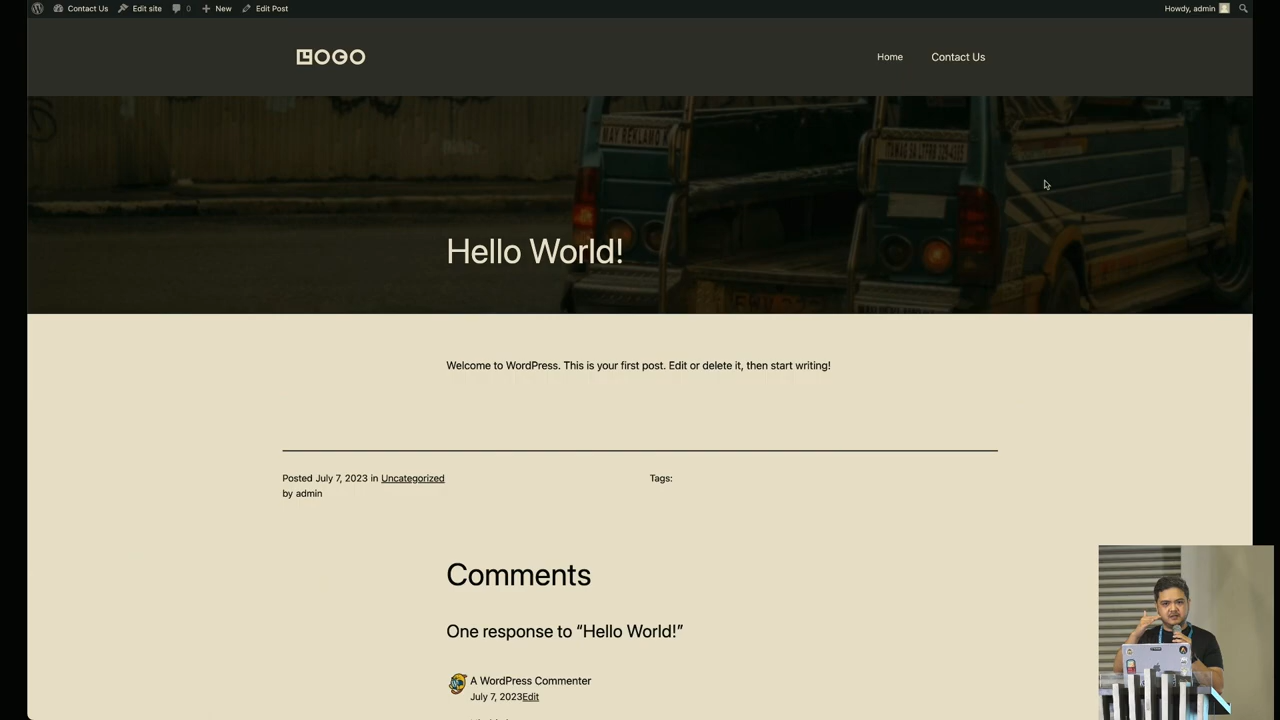 Contact Us Edit site 0 New Edit Post Howdy, admin
LOGO Home Contact Us
MAY REKLAMO
Hello World!
Welcome to WordPress. This is your first post. Edit or delete it, then start writing!
Posted July 7, 2023 in Uncategorized Tags:
by admin
Comments
One response to “Hello World!”
A WordPress Commenter
July 7, 2023Edit